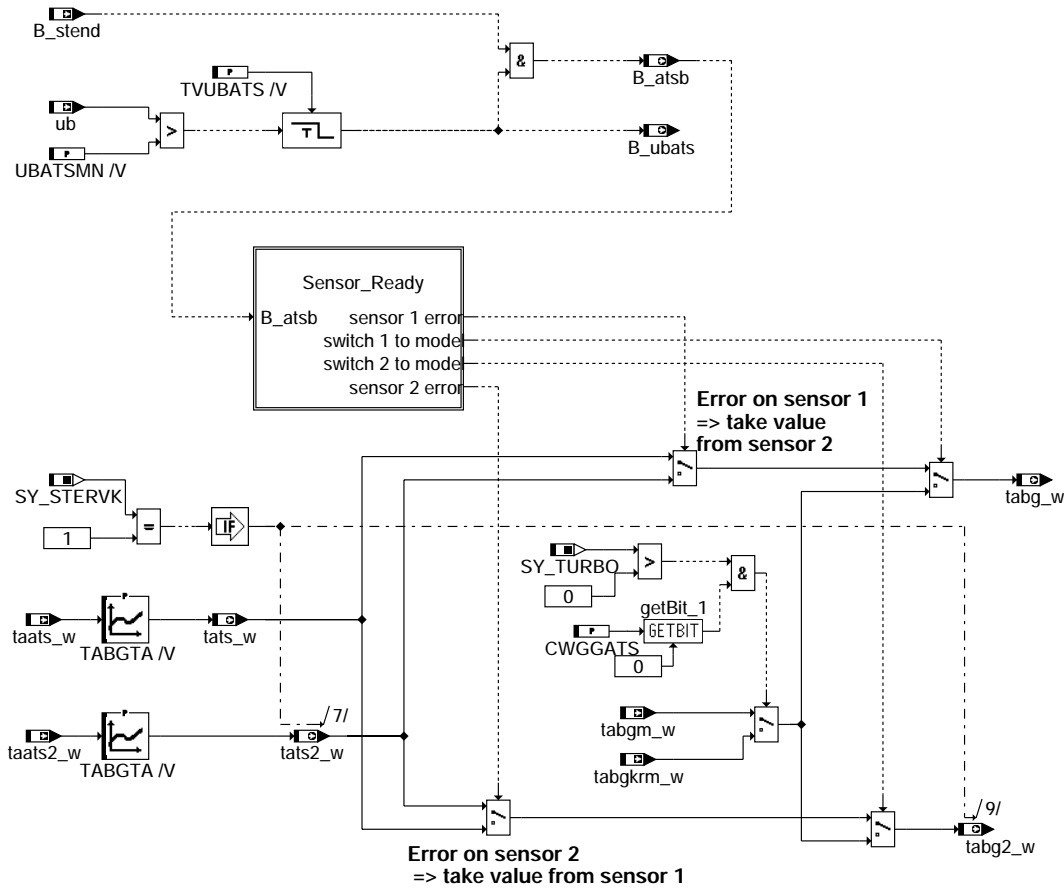 B_stend
&
B_atsb
P
TVUBATS /V
ub
>
T
P
UBATSMN /V
B_ubats
Sensor_Ready
B_atsb
sensor 1 error
switch 1 to model
switch 2 to model
sensor 2 error
Error on sensor 1
=> take value
from sensor 2
SY_STERVK
=
IF
1
tabg_w
SY_TURBO
>
&
0
getBit_1
P
GETBIT
CWGGATS
0
P
taats_w
TABGTA /V
tats_w
/7/
P
taats2_w
TABGTA /V
tats2_w
tabgm_w
tabgkrm_w
/9/
tabg2_w
Error on sensor 2
=> take value from sensor 1